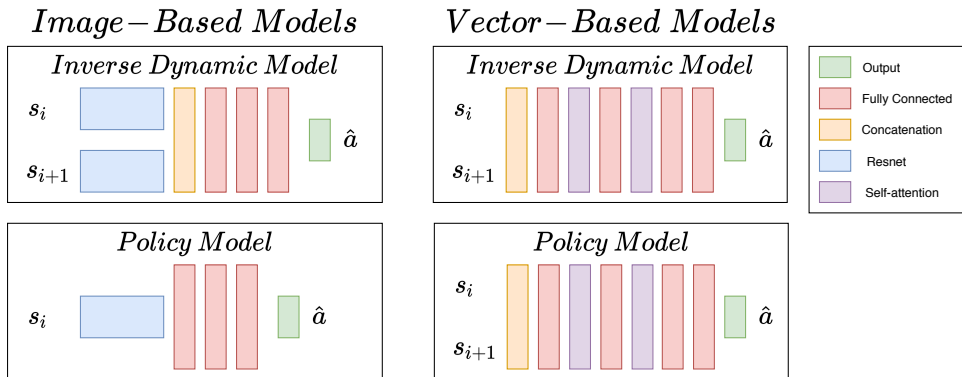 Image-Based Models
Inverse Dynamic Model
s_i
s_{i+1}
â
Policy Model
s_i
â
Vector-Based Models
Inverse Dynamic Model
s_i
s_{i+1}
â
Policy Model
s_i
s_{i+1}
â
Output
Fully Connected
Concatenation
Resnet
Self-attention